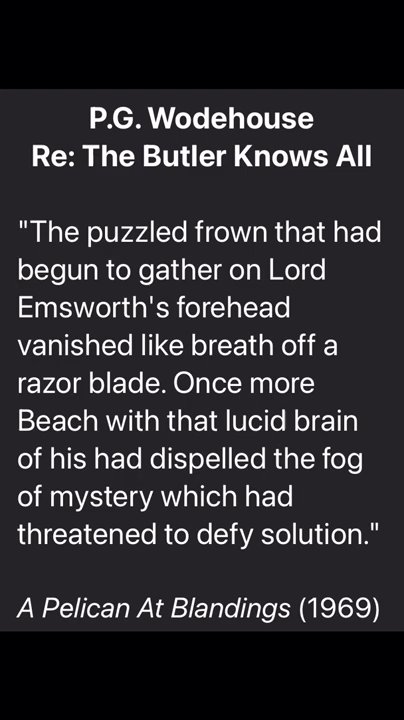 P.G. Wodehouse
Re: The Butler Knows All
"The puzzled frown that had
begun to gather on Lord
Emsworth's forehead
vanished like breath off a
razor blade. Once more
Beach with that lucid brain
of his had dispelled the fog
of mystery which had
threatened to defy solution."
A Pelican At Blandings (1969)